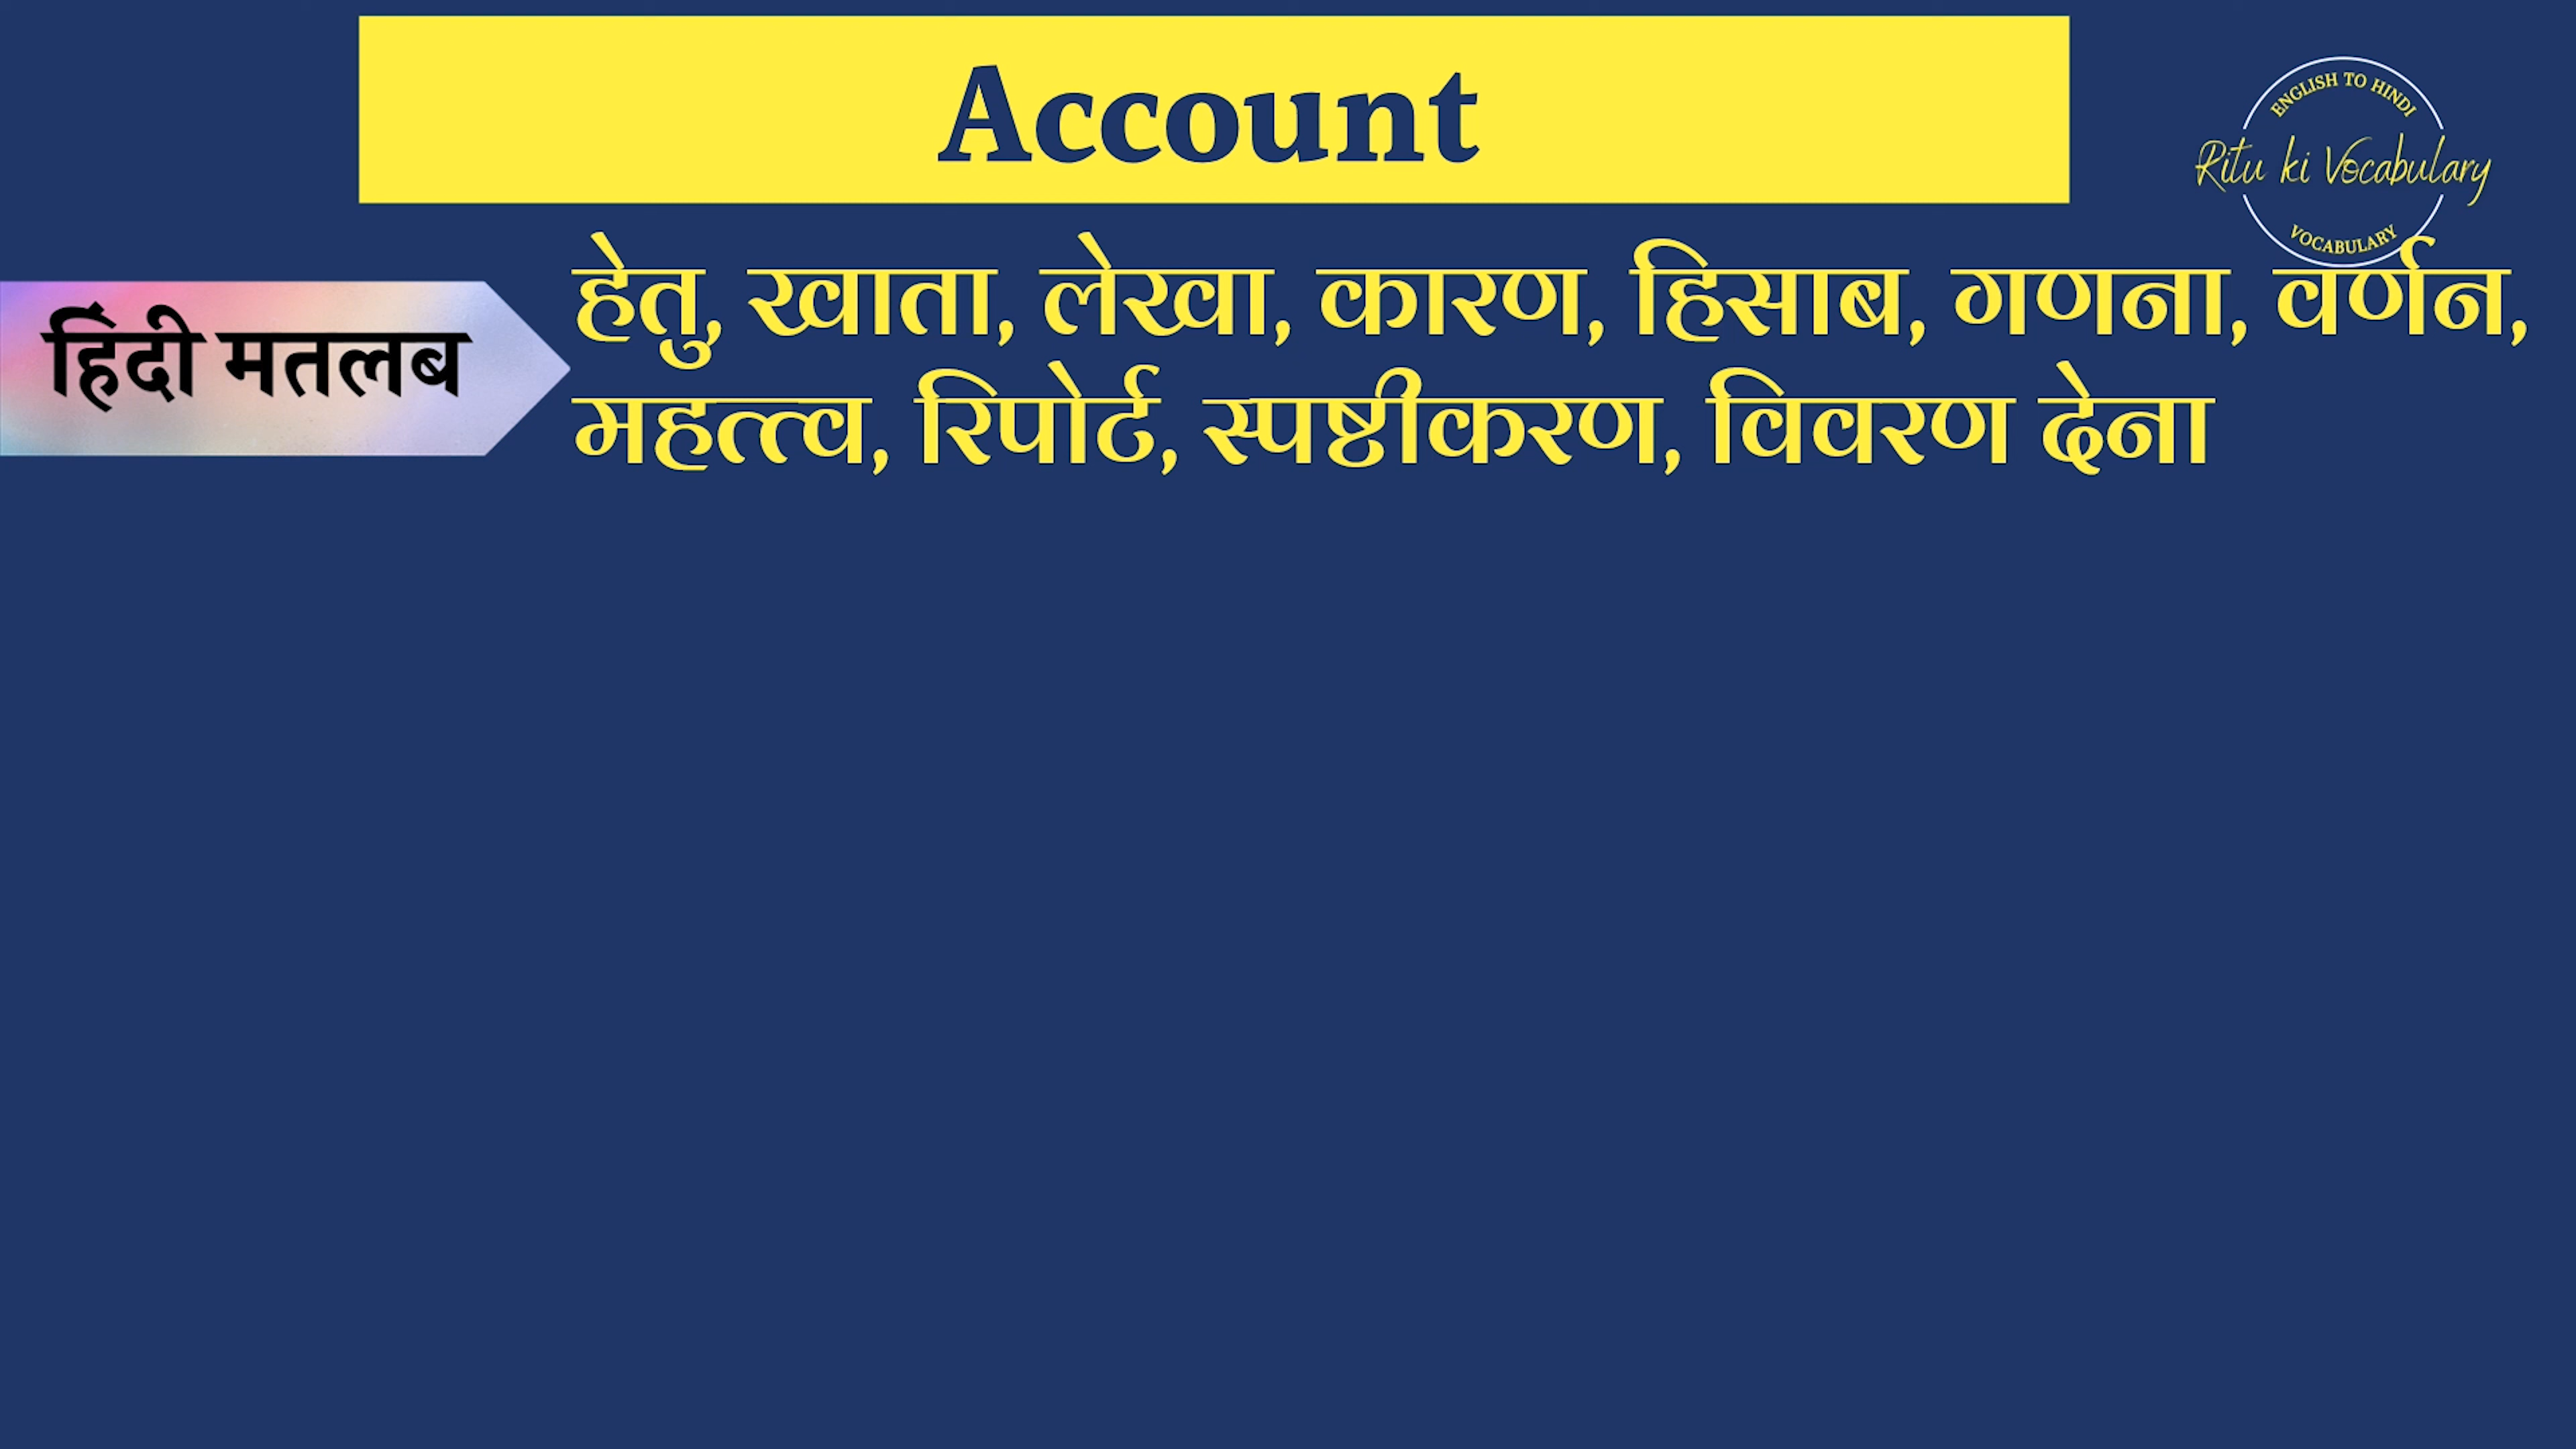 Account
ENGLISH TO HINDI
Ritu ki Vocabulary
VOCABULARY
हिंदी मतलब
हेतु, खाता, लेखा, कारण, हिसाब, गणना, वर्णन,
महत्त्व, रिपोर्ट, स्पष्टीकरण, विवरण देना